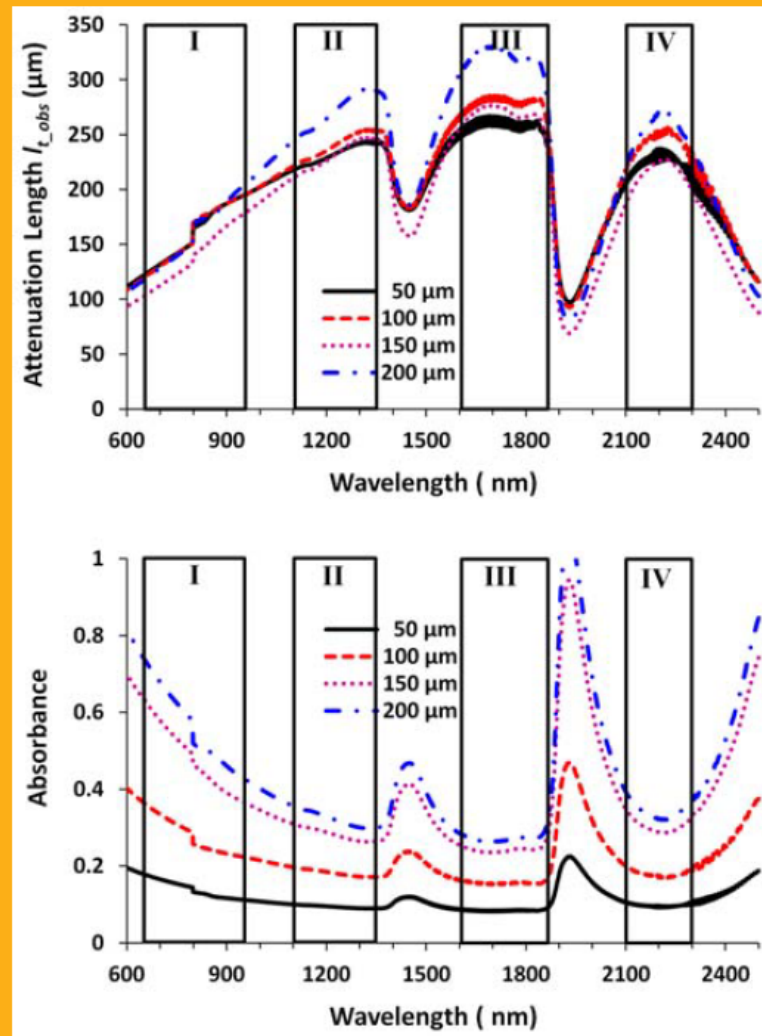 Attenuation Length l_t_obs (µm)
350
300
250
200
150
100
50
0
I II III IV
50 µm
100 µm
150 µm
200 µm
600 900 1200 1500 1800 2100 2400
Wavelength ( nm)
Absorbance
1
0.8
0.6
0.4
0.2
0
I II III IV
50 µm
100 µm
150 µm
200 µm
600 900 1200 1500 1800 2100 2400
Wavelength ( nm)